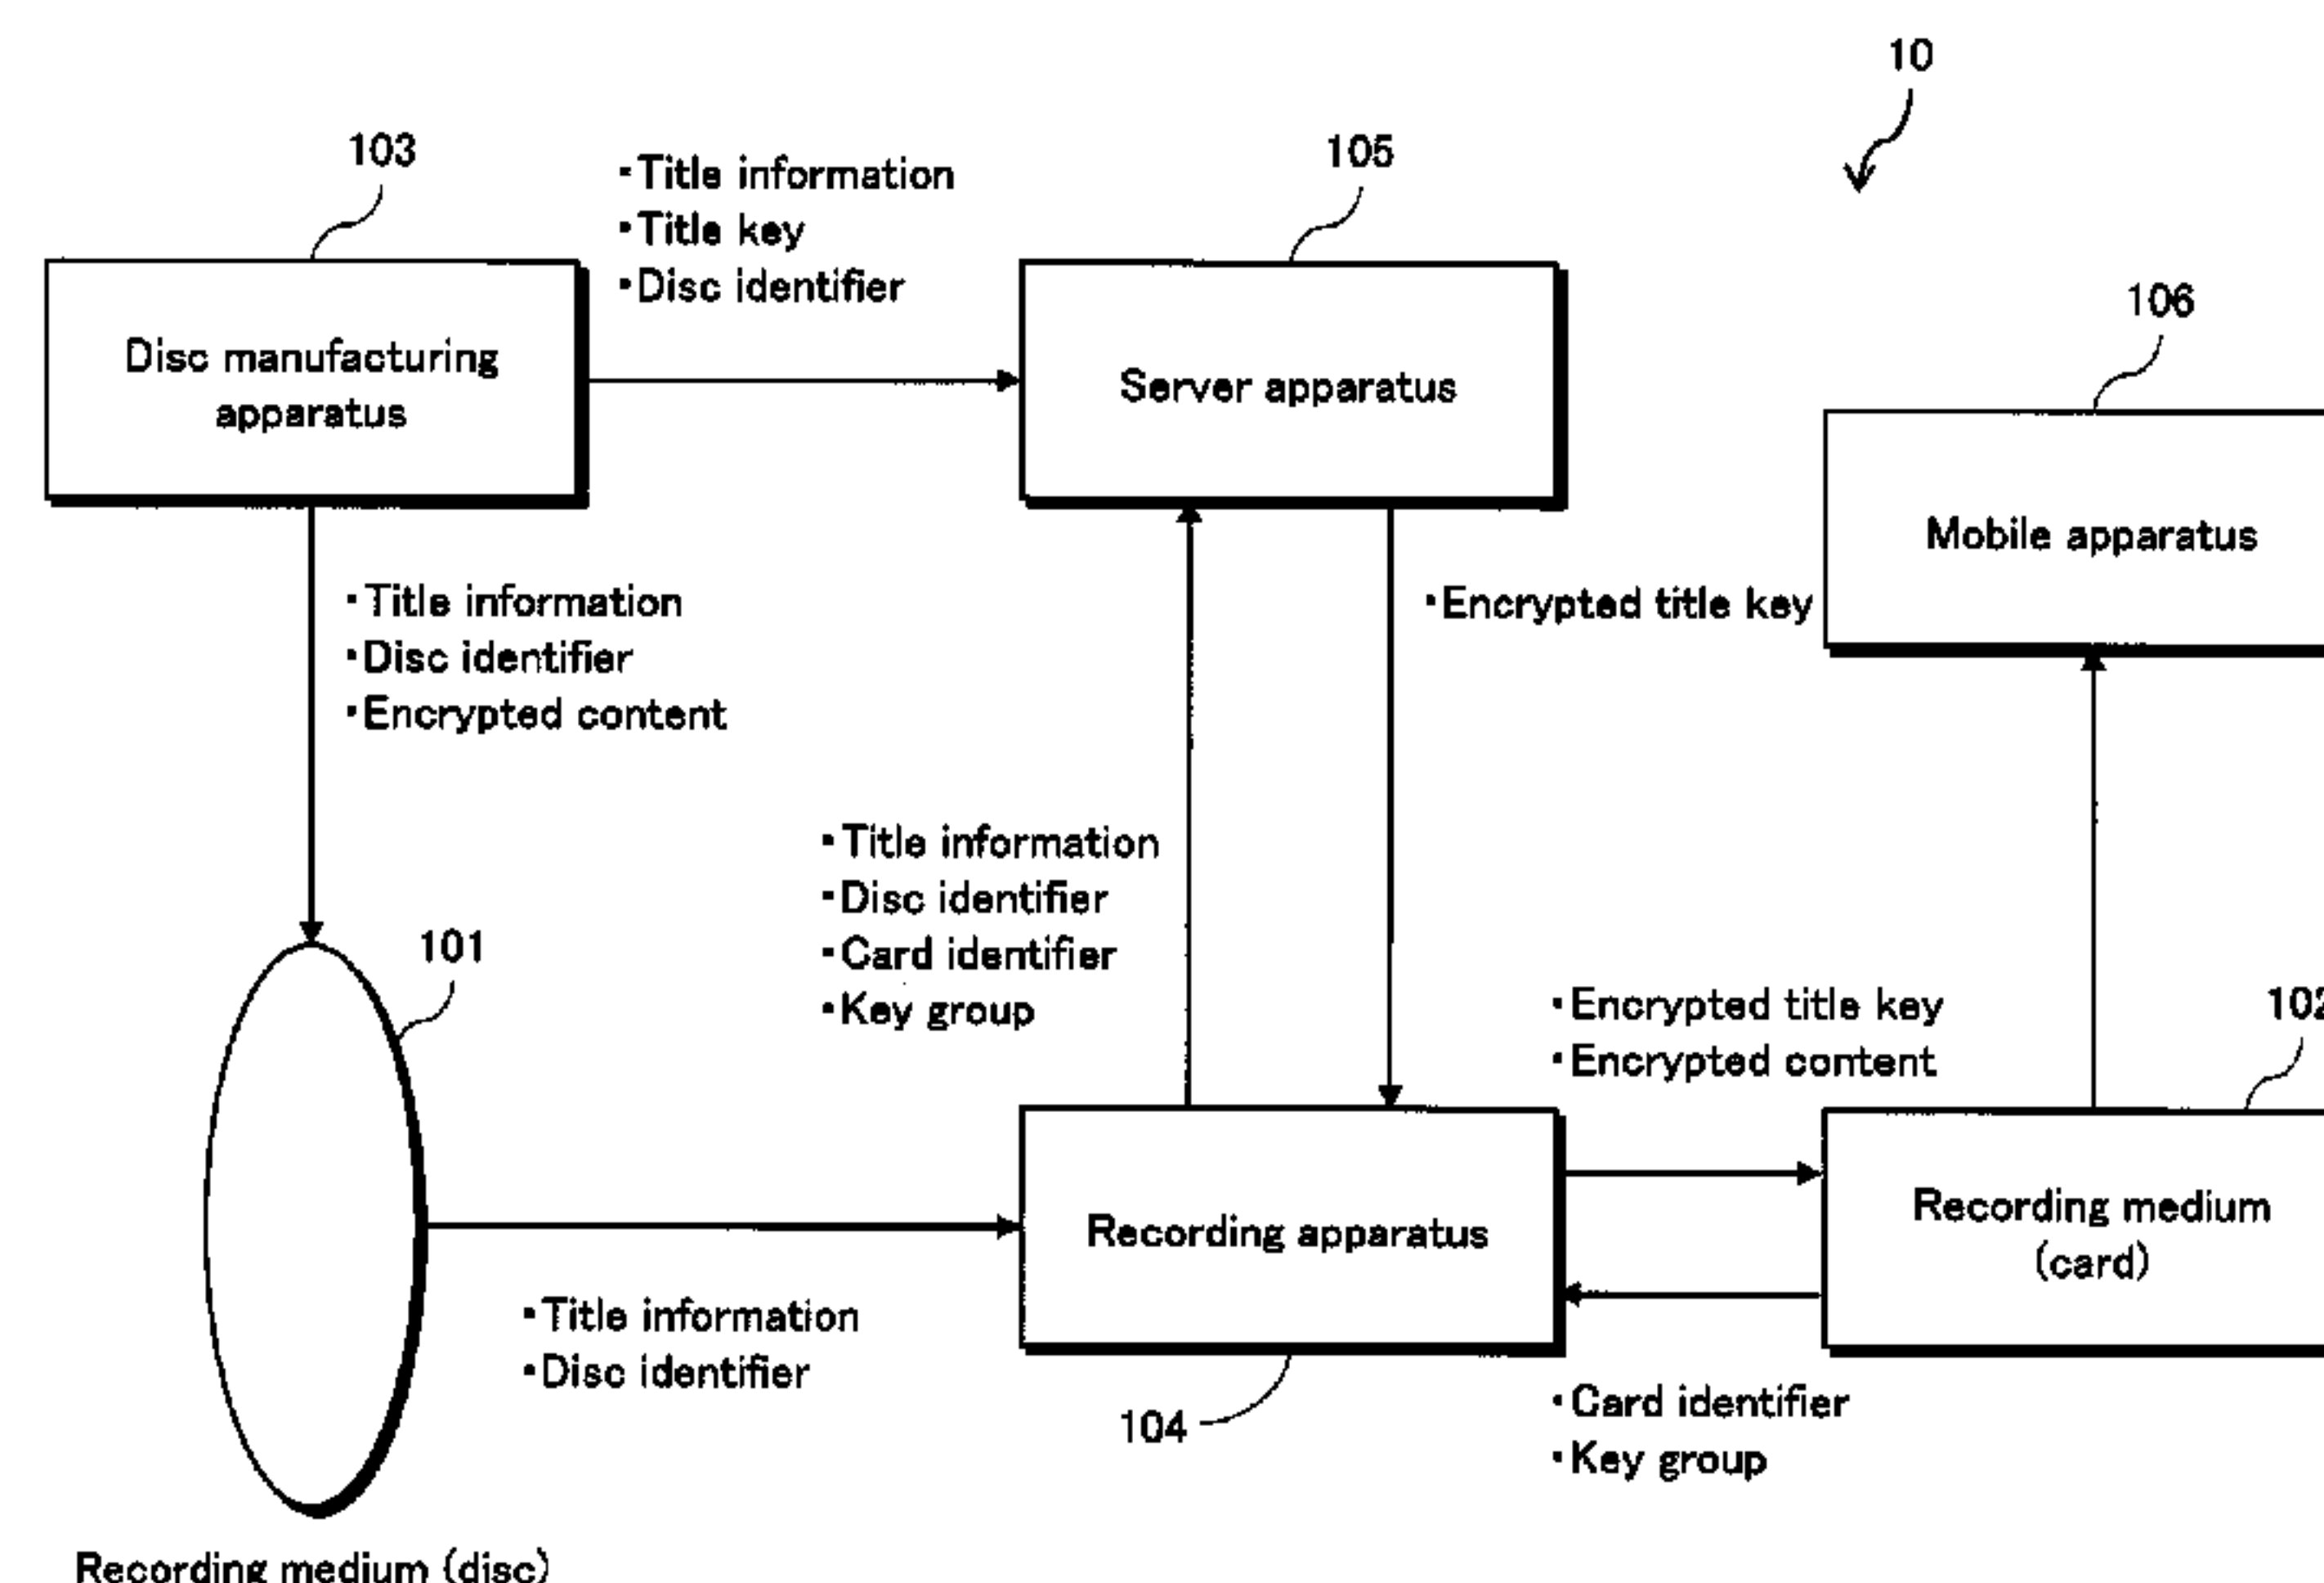 10
103
・Title information
・Title key
・Disc identifier
105
106
Disc manufacturing
apparatus
Server apparatus
Mobile apparatus
・Title information
・Disc identifier
・Encrypted content
・Encrypted title key
・Title information
・Disc identifier
・Card identifier
・Key group
101
・Encrypted title key
・Encrypted content
102
Recording apparatus
Recording medium
(card)
・Title information
・Disc identifier
104
・Card identifier
・Key group
Recording medium (disc)